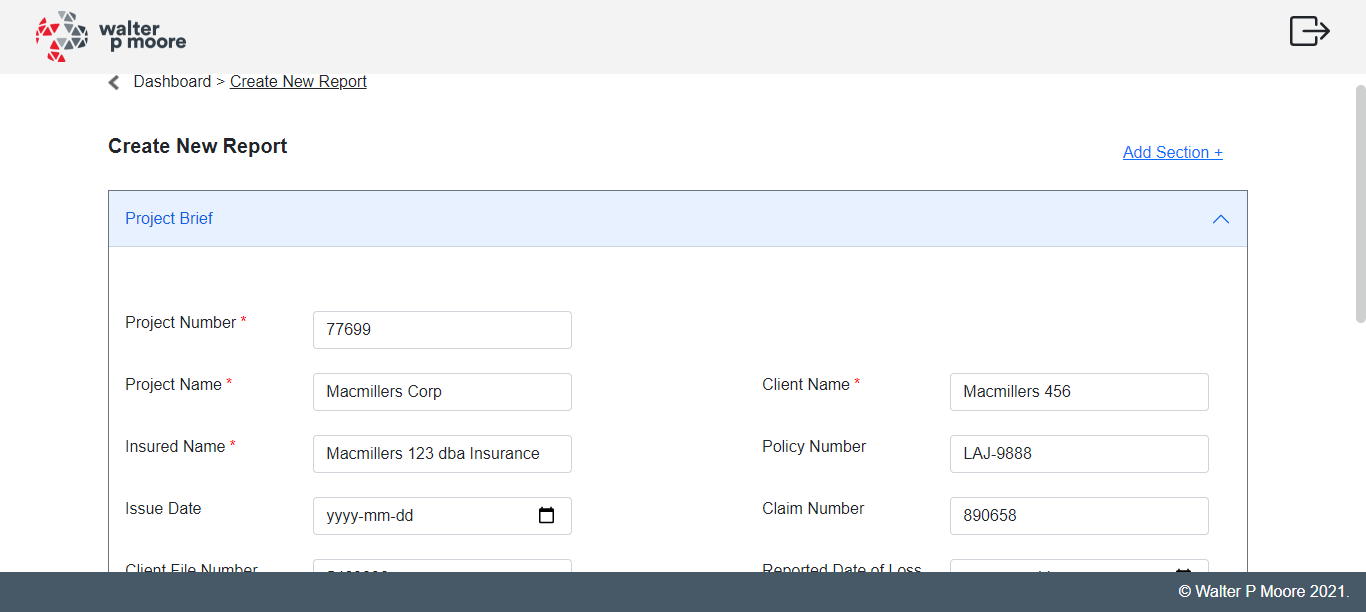 walter
p moore
Dashboard > Create New Report
Create New Report
Add Section +
Project Brief
Project Number * 77699
Project Name * Macmillers Corp Client Name * Macmillers 456
Insured Name * Macmillers 123 dba Insurance Policy Number LAJ-9888
Issue Date yyyy-mm-dd Claim Number 890658
Client File Number Reported Date of Loss
© Walter P Moore 2021.